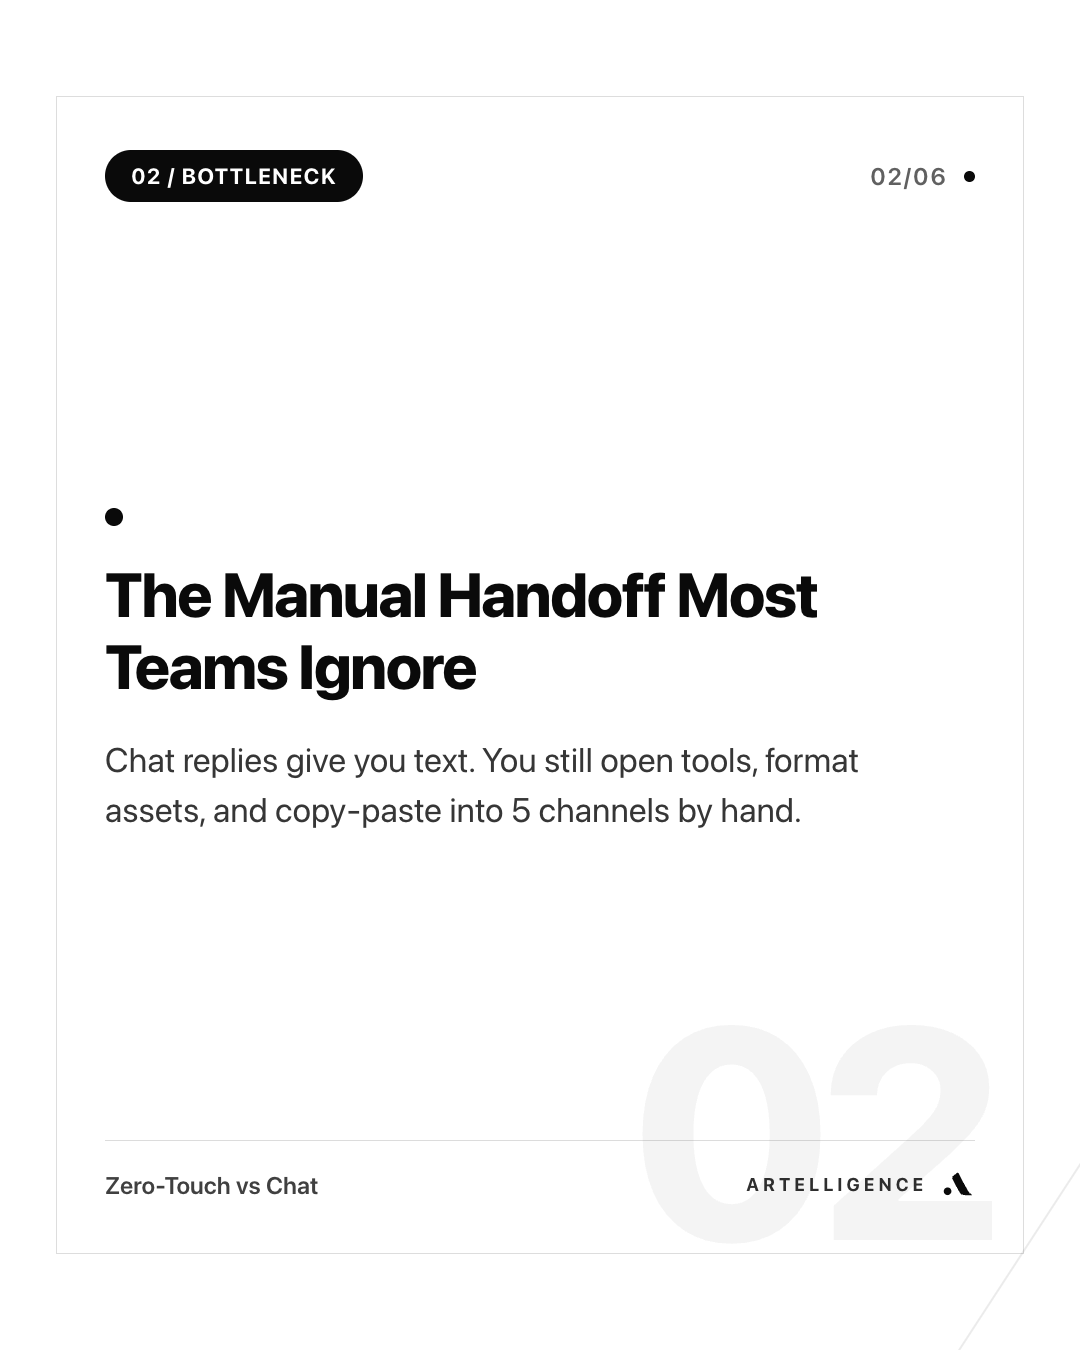 02 / BOTTLENECK
02/06
The Manual Handoff Most
Teams Ignore
Chat replies give you text. You still open tools, format
assets, and copy-paste into 5 channels by hand.
02
Zero-Touch vs Chat
ARTELLIGENCE